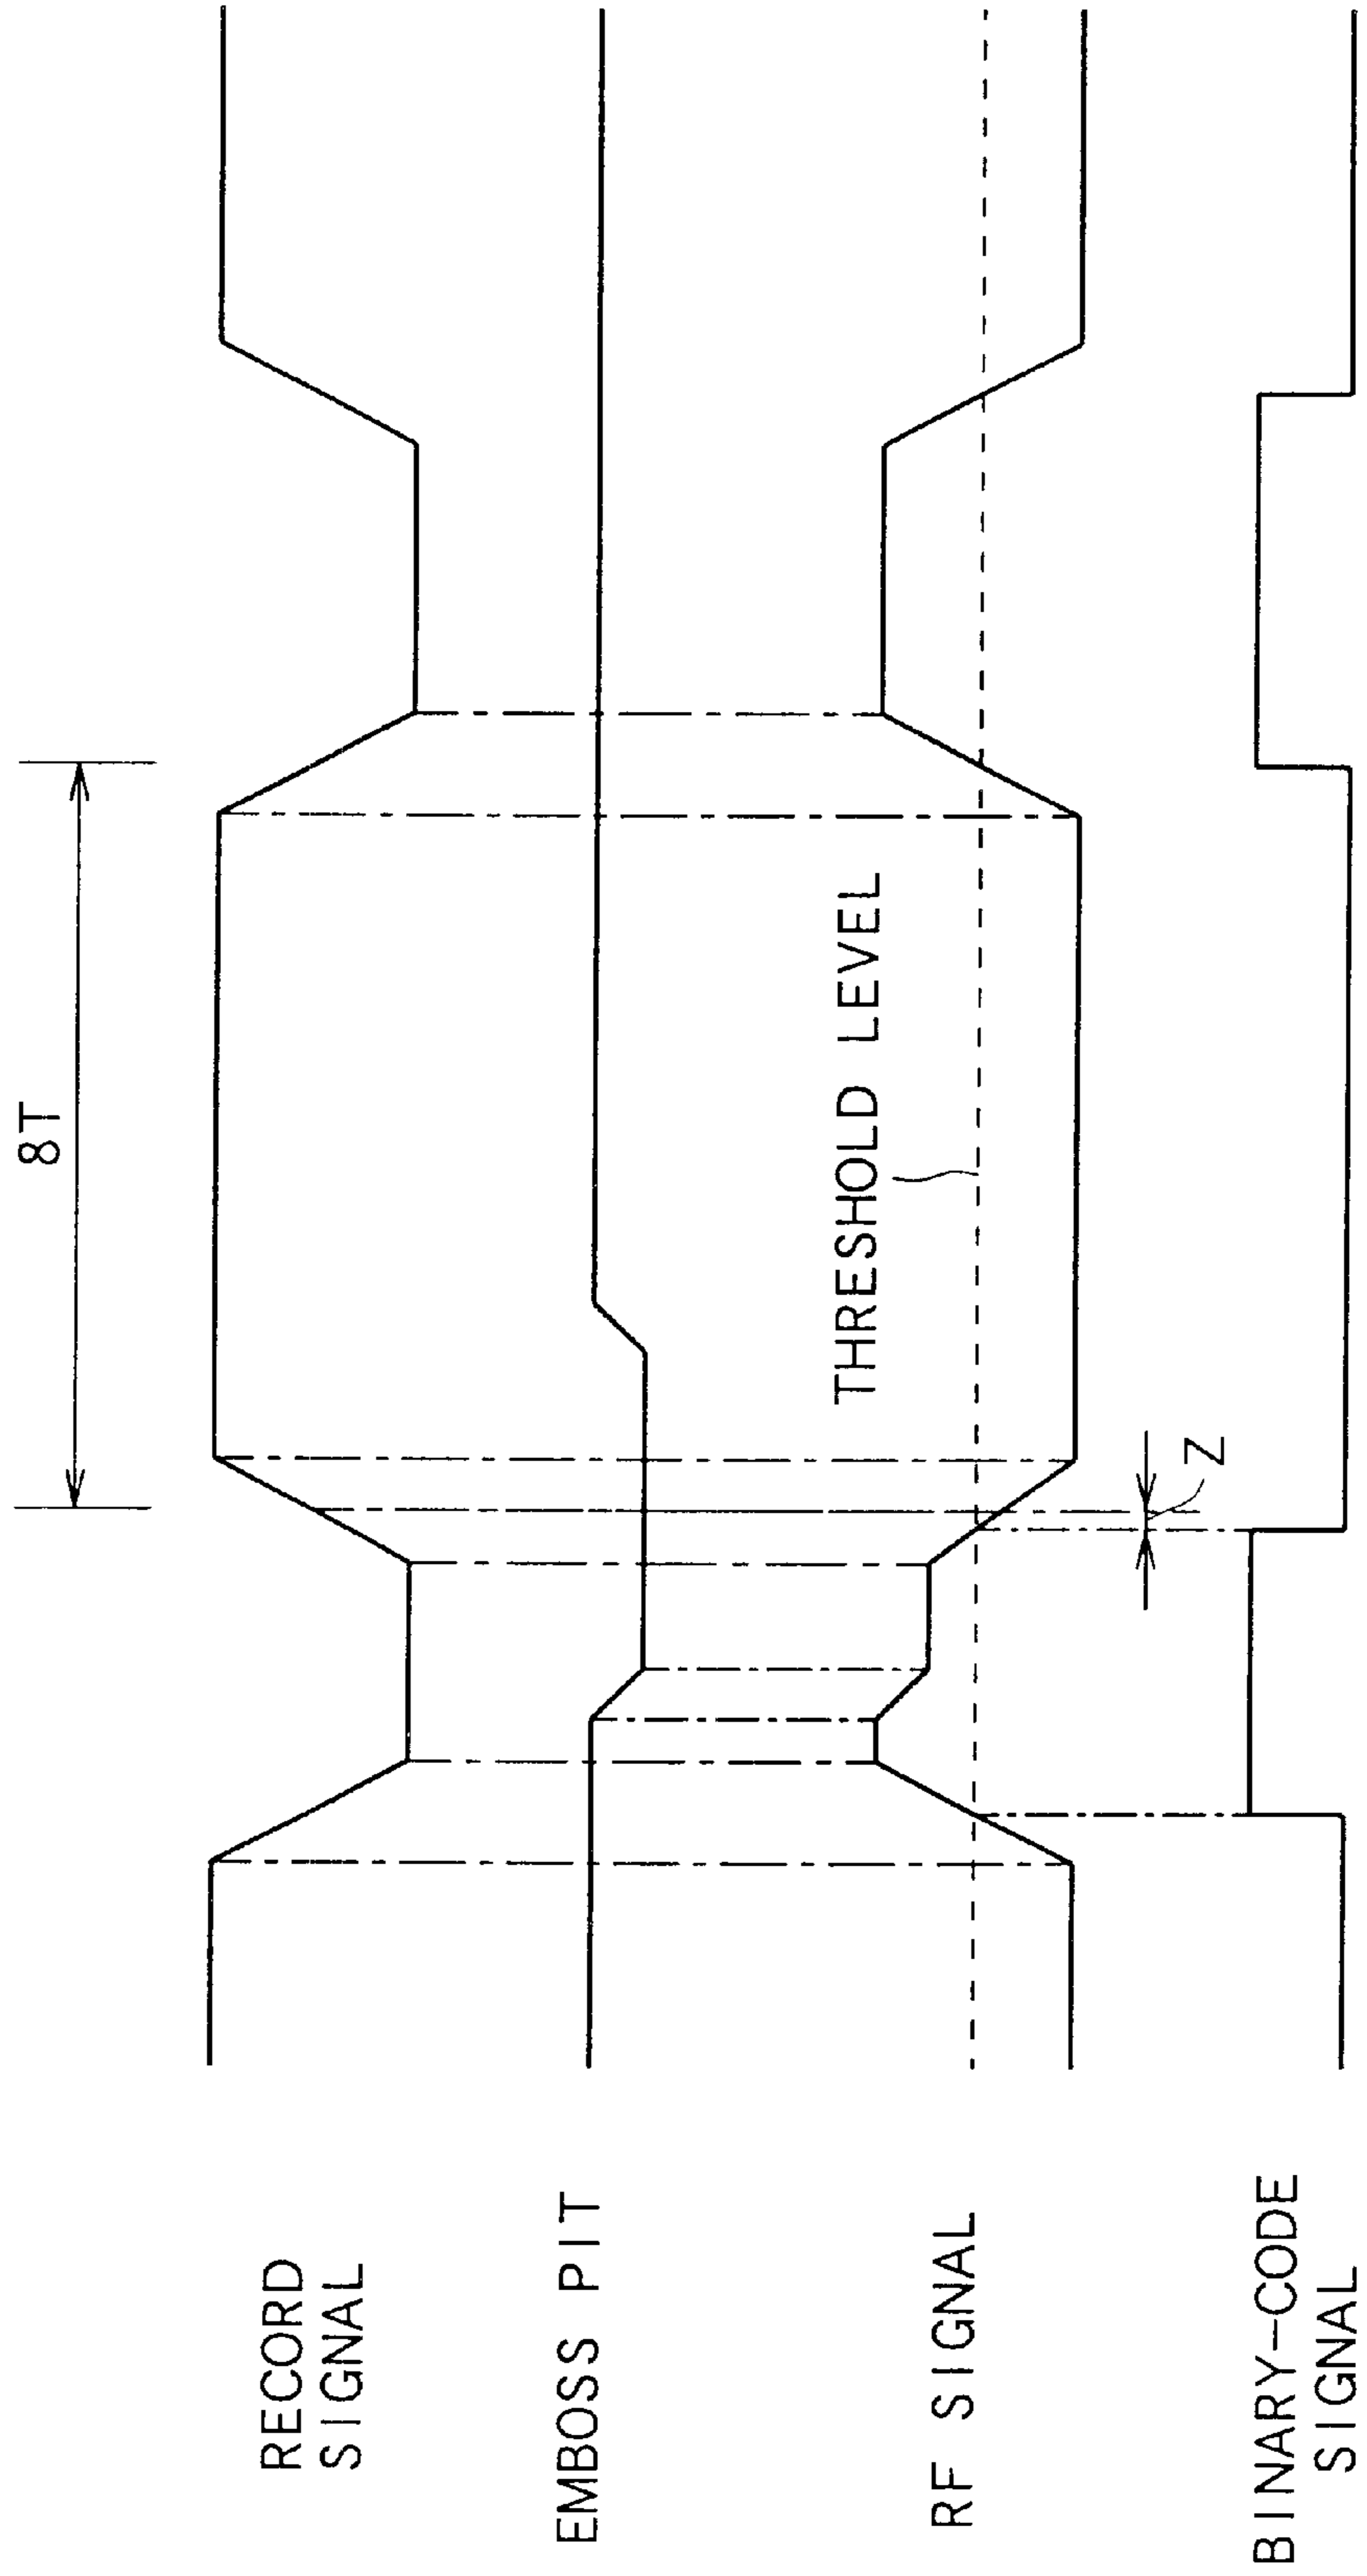 8T
RECORD
SIGNAL
EMBOSS PIT
THRESHOLD LEVEL
RF SIGNAL
Z
BINARY-CODE
SIGNAL